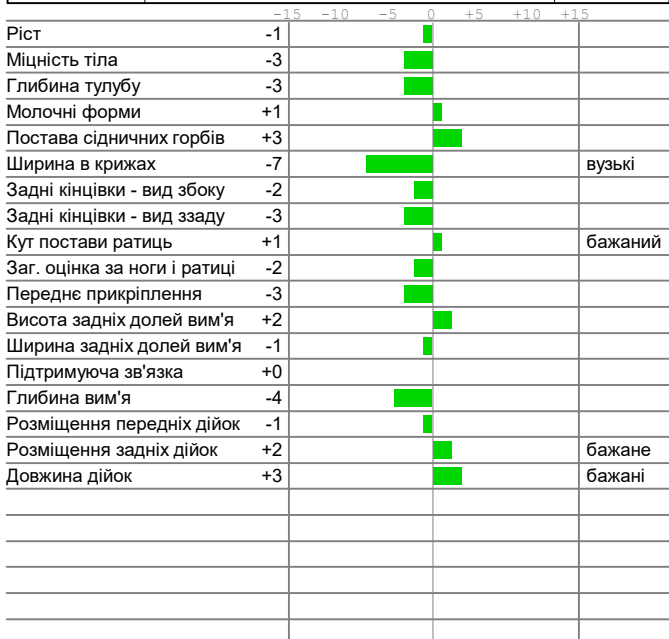 -15 -10 -5 0 +5 +10 +15
Ріст -1
Міцність тіла -3
Глибина тулубу -3
Молочні форми +1
Постава сідничних горбів +3
Ширина в крижах -7 вузькі
Задні кінцівки - вид збоку -2
Задні кінцівки - вид ззаду -3
Кут постави ратиць +1 бажаний
Заг. оцінка за ноги і ратиці -2
Переднє прикріплення -3
Висота задніх долей вим'я +2
Ширина задніх долей вим'я -1
Підтримуюча зв'язка +0
Глибина вим'я -4
Розміщення передніх дійок -1
Розміщення задніх дійок +2 бажане
Довжина дійок +3 бажані